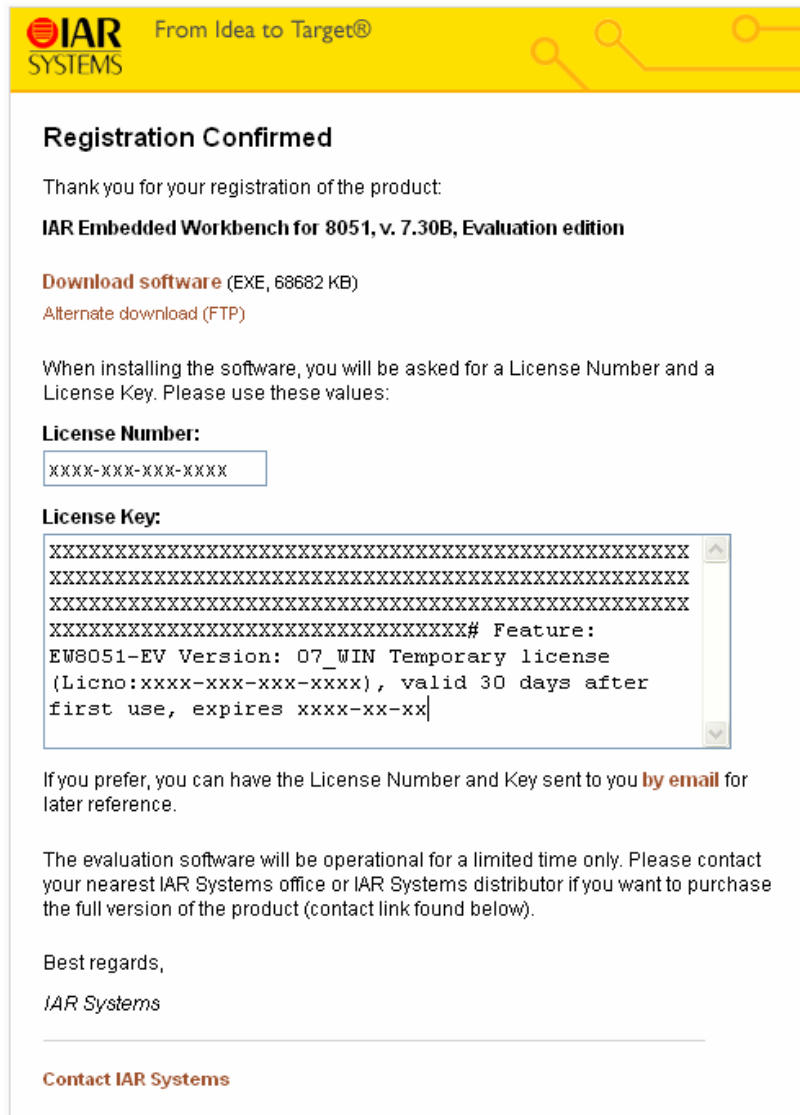 IAR
SYSTEMS
From Idea to Target®
Registration Confirmed
Thank you for your registration of the product:
IAR Embedded Workbench for 8051, v. 7.30B, Evaluation edition
Download software (EXE, 68682 KB)
Alternate download (FTP)
When installing the software, you will be asked for a License Number and a
License Key. Please use these values:
License Number:
xxxx-xxx-xxx-xxxx
License Key:
XXXXXXXXXXXXXXXXXXXXXXXXXXXXXXXXXXXXXXXXXXXXXXXXX
XXXXXXXXXXXXXXXXXXXXXXXXXXXXXXXXXXXXXXXXXXXXXXXXX
XXXXXXXXXXXXXXXXXXXXXXXXXXXXXXXXXXXXXXXXXXXXXXXXX
XXXXXXXXXXXXXXXXXXXXXXXXXXXXXXXX# Feature:
EW8051-EV Version: 07_WIN Temporary license
(Licno:xxxx-xxx-xxx-xxxx), valid 30 days after
first use, expires xxxx-xx-xx
If you prefer, you can have the License Number and Key sent to you by email for
later reference.
The evaluation software will be operational for a limited time only. Please contact
your nearest IAR Systems office or IAR Systems distributor if you want to purchase
the full version of the product (contact link found below).
Best regards,
IAR Systems
Contact IAR Systems